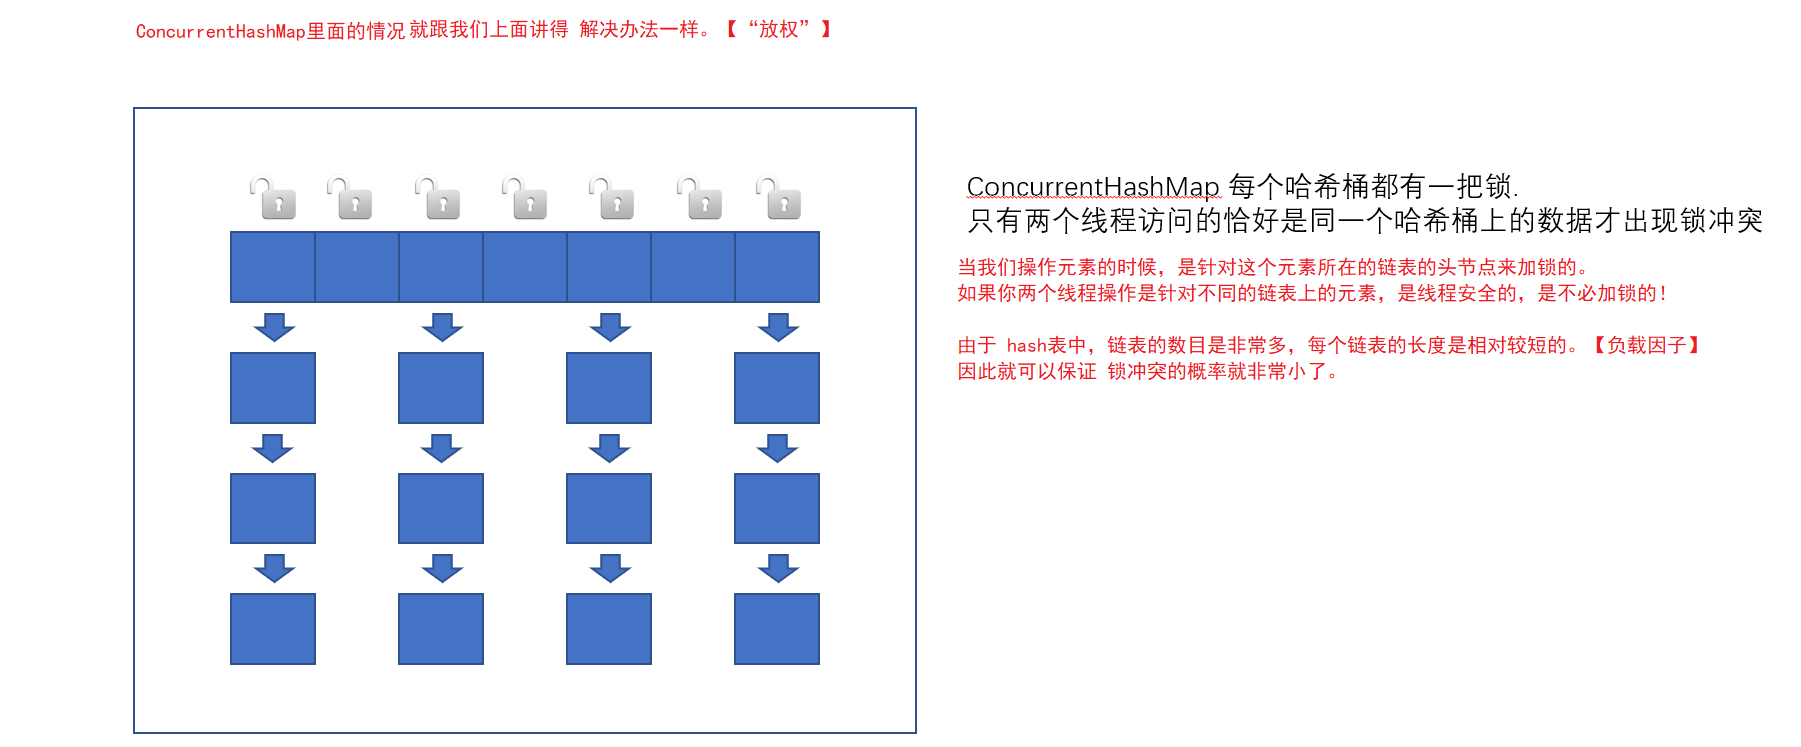 ConcurrentHashMap里面的情况 就跟我们上面讲得 解决办法一样。【 “放权” 】
ConcurrentHashMap 每个哈希桶都有一把锁.
只有两个线程访问的恰好是同一个哈希桶上的数据才出现锁冲突
当我们操作元素的时候，是针对这个元素所在的链表的头节点来加锁的。
如果你两个线程操作是针对不同的链表上的元素，是线程安全的，是不必加锁的！
由于 hash表中，链表的数目是非常多，每个链表的长度是相对较短的。【负载因子】
因此就可以保证 锁冲突的概率就非常小了。